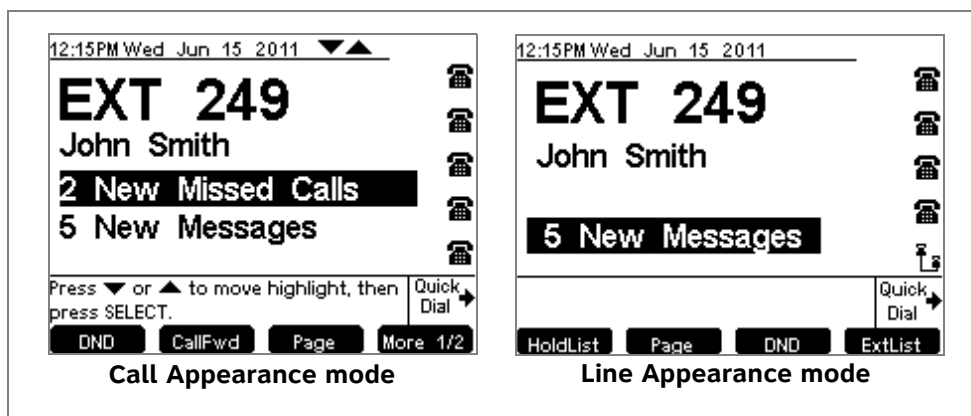 12:15PM Wed Jun 15 2011 ▼▲
EXT 249
John Smith
2 New Missed Calls
5 New Messages
Press ▼ or ▲ to move highlight, then
press SELECT.
Quick
Dial
DND CallFwd Page More 1/2
Call Appearance mode
12:15PM Wed Jun 15 2011
EXT 249
John Smith
5 New Messages
Quick
Dial
HoldList Page DND ExtList
Line Appearance mode